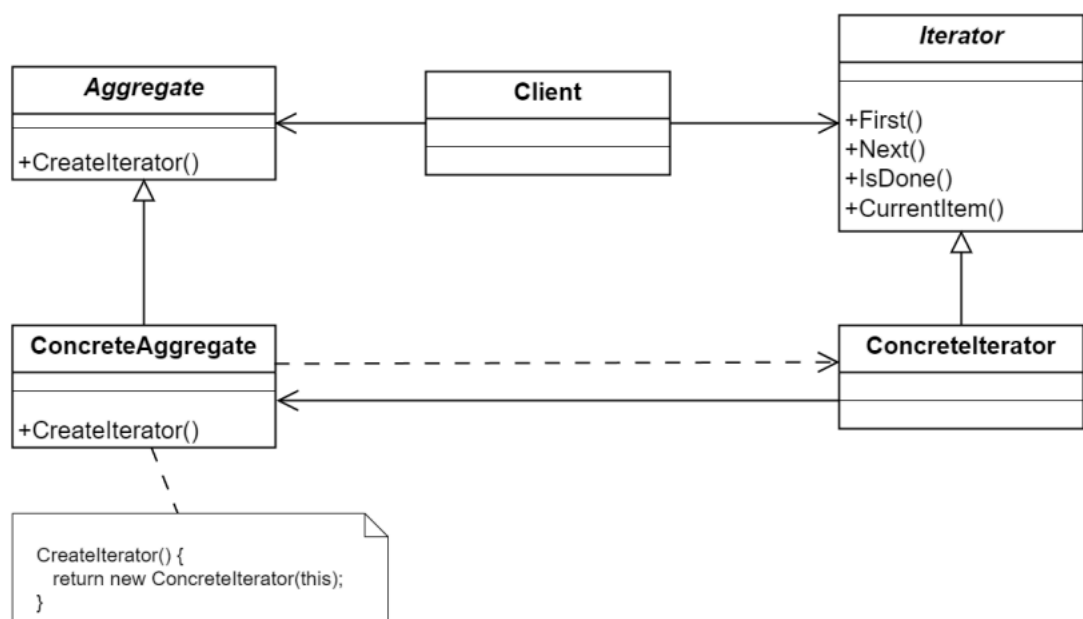 Aggregate
+CreateIterator()
Client
Iterator
+First()
+Next()
+IsDone()
+CurrentItem()
ConcreteAggregate
+CreateIterator()
ConcreteIterator
CreateIterator() {
return new ConcreteIterator(this);
}